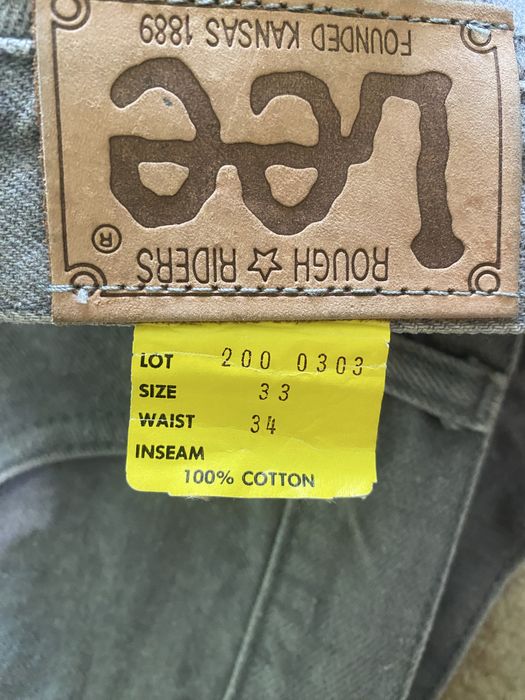 ROUGH ☆ RIDERS
Lee ®
FOUNDED KANSAS 1889
LOT 200 0303
SIZE 33
WAIST 34
INSEAM
100% COTTON